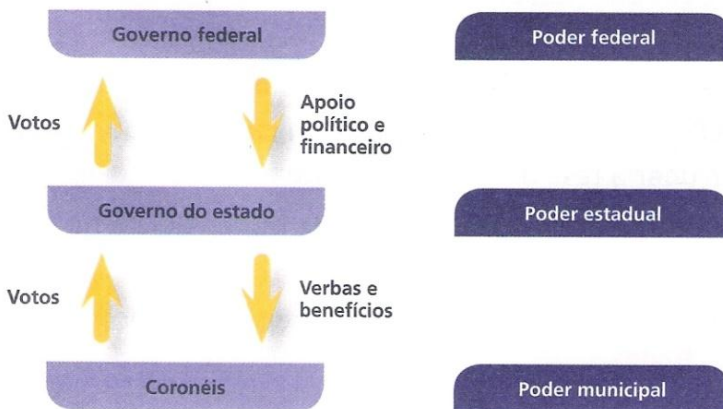 Governo federal
Poder federal
Votos
Apoio
político e
financeiro
Governo do estado
Poder estadual
Votos
Verbas e
benefícios
Coronéis
Poder municipal